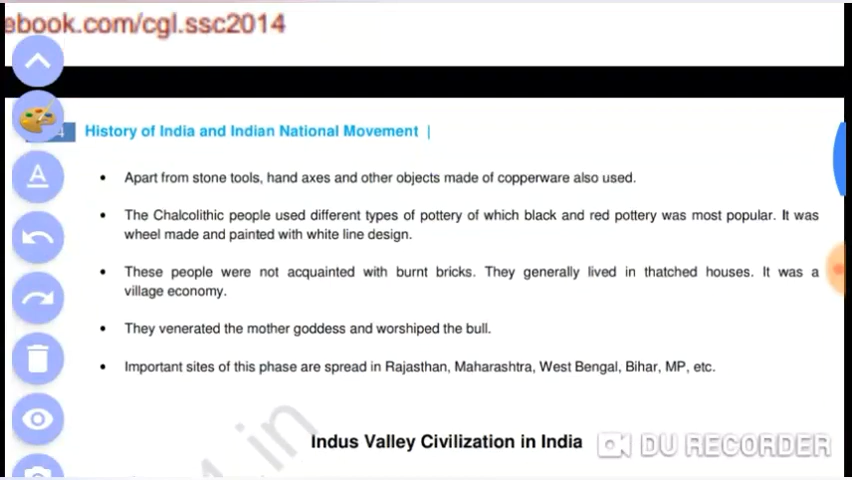 ebook.com/cgl.ssc2014
4 History of India and Indian National Movement |
• Apart from stone tools, hand axes and other objects made of copperware also used.
• The Chalcolithic people used different types of pottery of which black and red pottery was most popular. It was
wheel made and painted with white line design.
• These people were not acquainted with burnt bricks. They generally lived in thatched houses. It was a
village economy.
• They venerated the mother goddess and worshiped the bull.
• Important sites of this phase are spread in Rajasthan, Maharashtra, West Bengal, Bihar, MP, etc.
Indus Valley Civilization in India
DU RECORDER
4.in
A